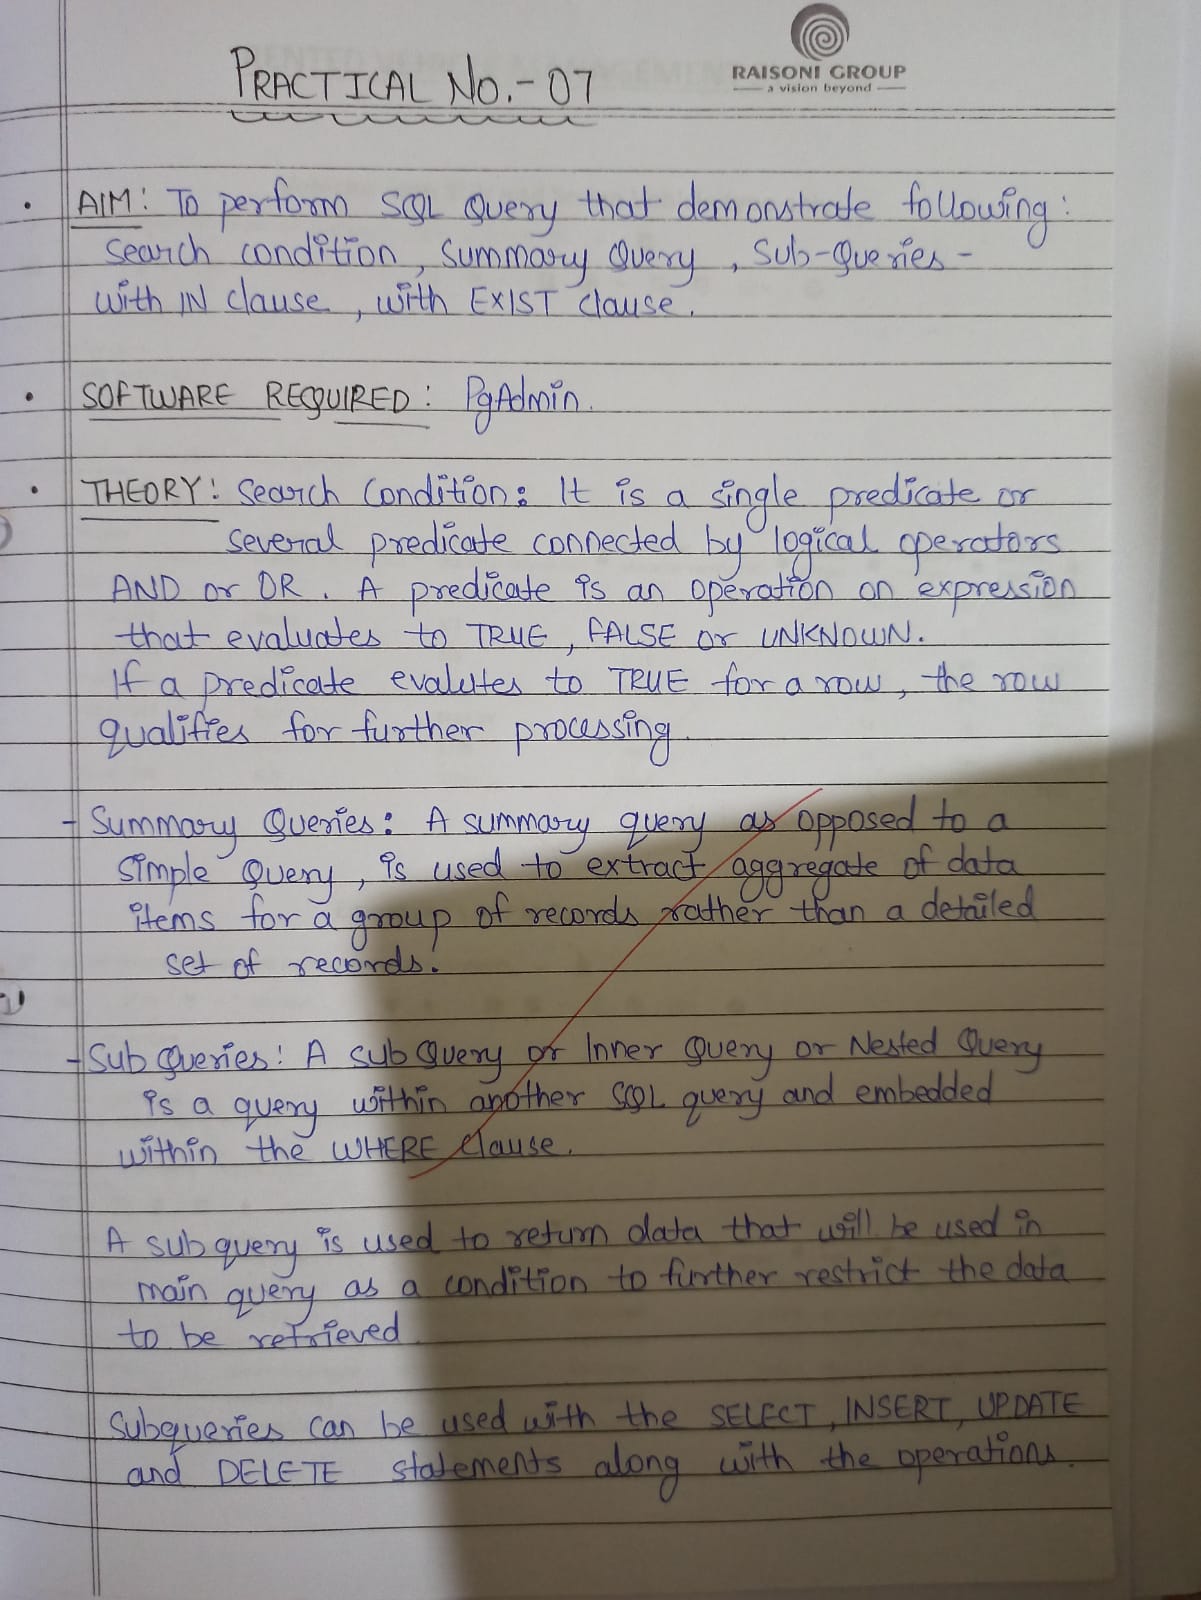 PRACTICAL No.-07
RAISONI GROUP
a vision beyond
AIM: To perform SQL Query that demonstrate following:
Search condition, Summary Query, Sub-Queries-
with IN clause, with EXIST clause.
SOFTWARE REQUIRED: PgAdmin.
THEORY: Search Condition: It is a single predicate or
several predicate connected by logical operators
AND or OR. A predicate is an operation on expression
that evaluates to TRUE, FALSE or UNKNOWN.
If a predicate evalutes to TRUE for a row, the row
qualifies for further processing.
- Summary Queries: A summary query as opposed to a
simple Query, is used to extract aggregate of data
items for a group of records rather than a detailed
set of records.
- Sub Queries: A sub Query or Inner Query or Nested Query
is a query within another SQL query and embedded
within the WHERE clause.
A sub query is used to return data that will be used in
main query as a condition to further restrict the data
to be retrieved.
Subqueries can be used with the SELECT, INSERT, UPDATE
and DELETE statements along with the operations.